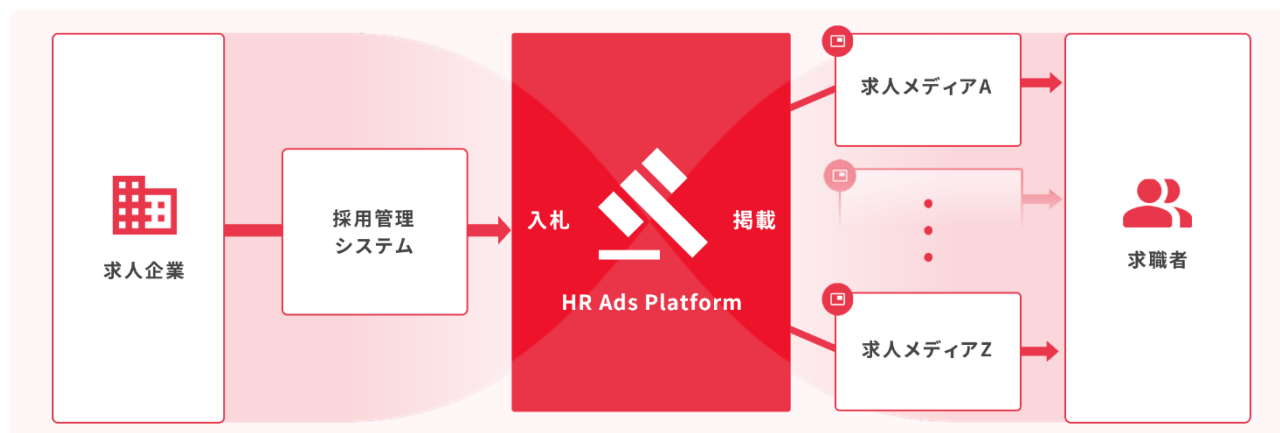 求人企業
採用管理
システム
入札
掲載
HR Ads Platform
求人メディアA
求人メディアZ
求職者